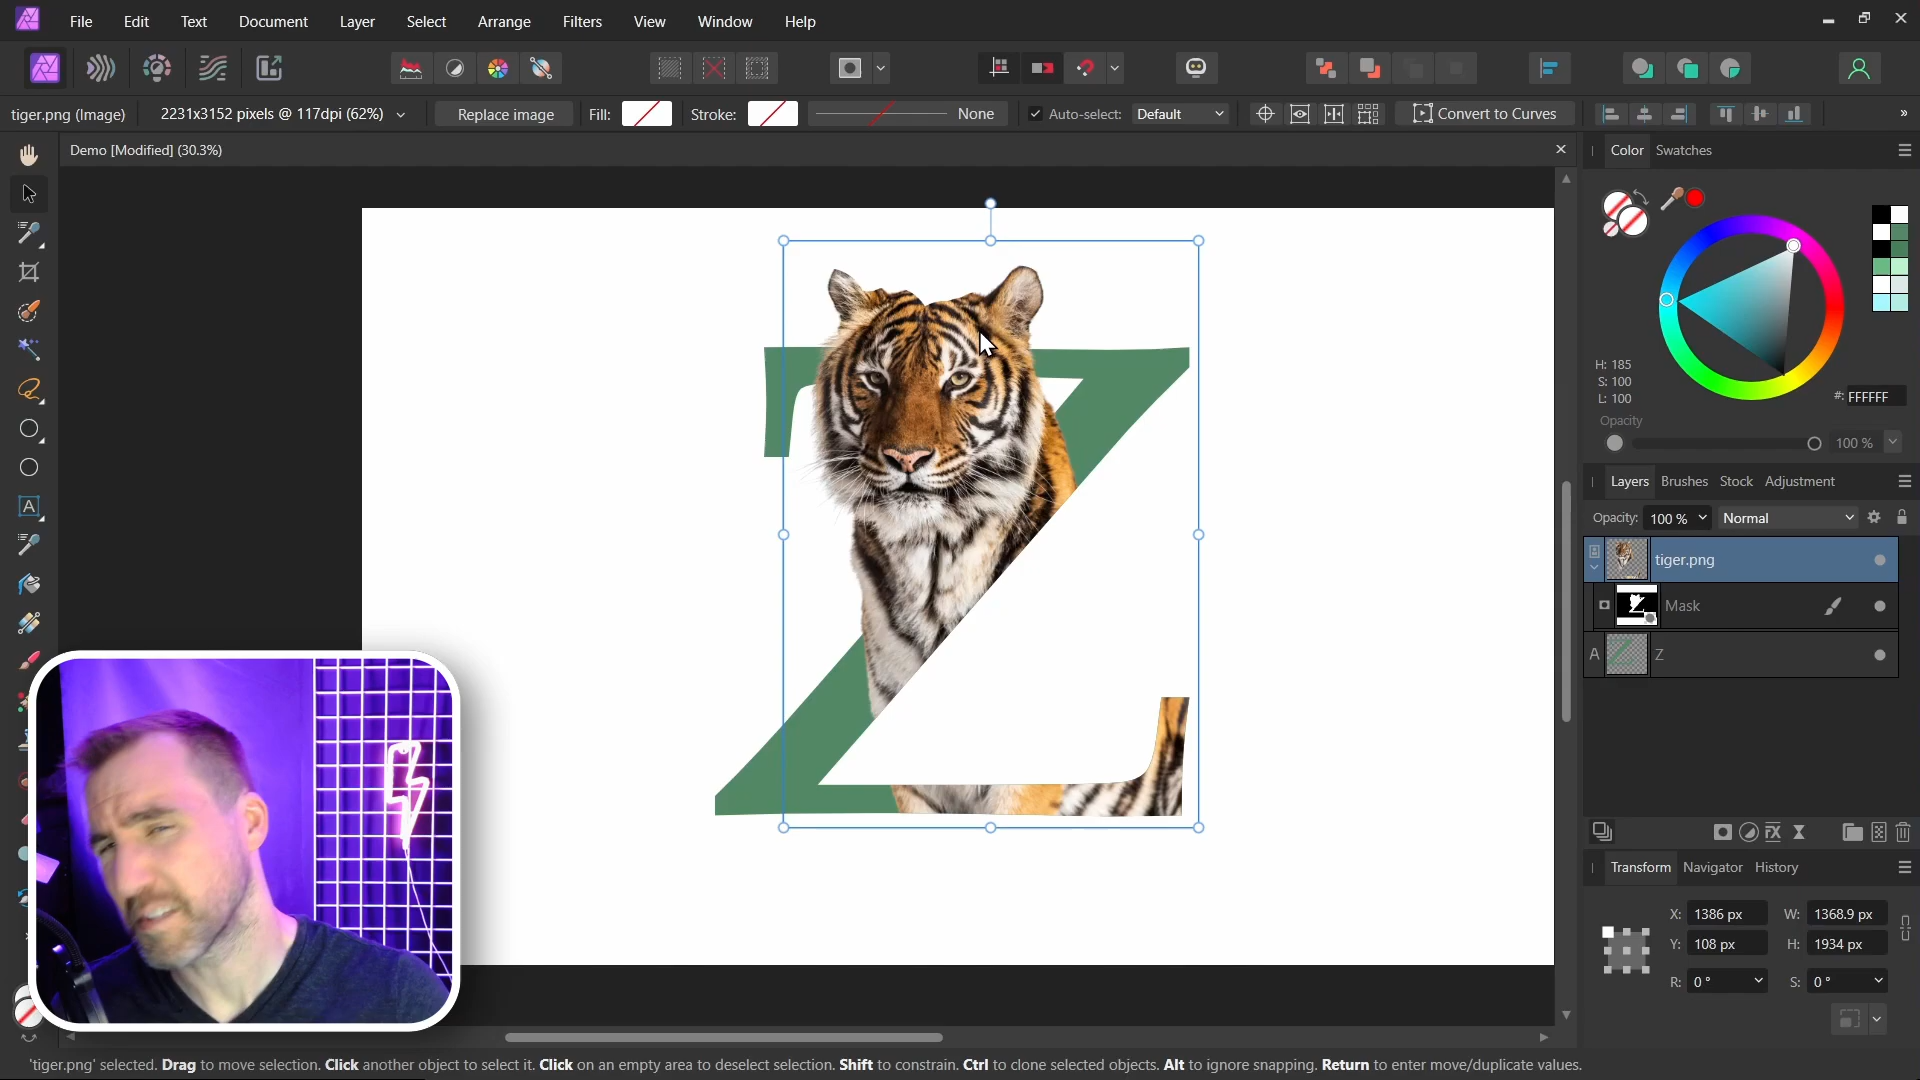 File Edit Text Document Layer Select Arrange Filters View Window Help
tiger.png (Image) 2231x3152 pixels @ 117dpi (62%) Replace image Fill: Stroke: None Auto-select: Default Convert to Curves
Demo [Modified] (30.3%)
Color Swatches
H: 185
S: 100
L: 100
#: FFFFFF
Opacity
100 %
Layers Brushes Stock Adjustment
Opacity: 100 % Normal
tiger.png
Mask
A Z
Transform Navigator History
X: 1386 px W: 1368.9 px
Y: 108 px H: 1934 px
R: 0 ° S: 0 °
Z
'tiger.png' selected. Drag to move selection. Click another object to select it. Click on an empty area to deselect selection. Shift to constrain. Ctrl to clone selected objects. Alt to ignore snapping. Return to enter move/duplicate values.